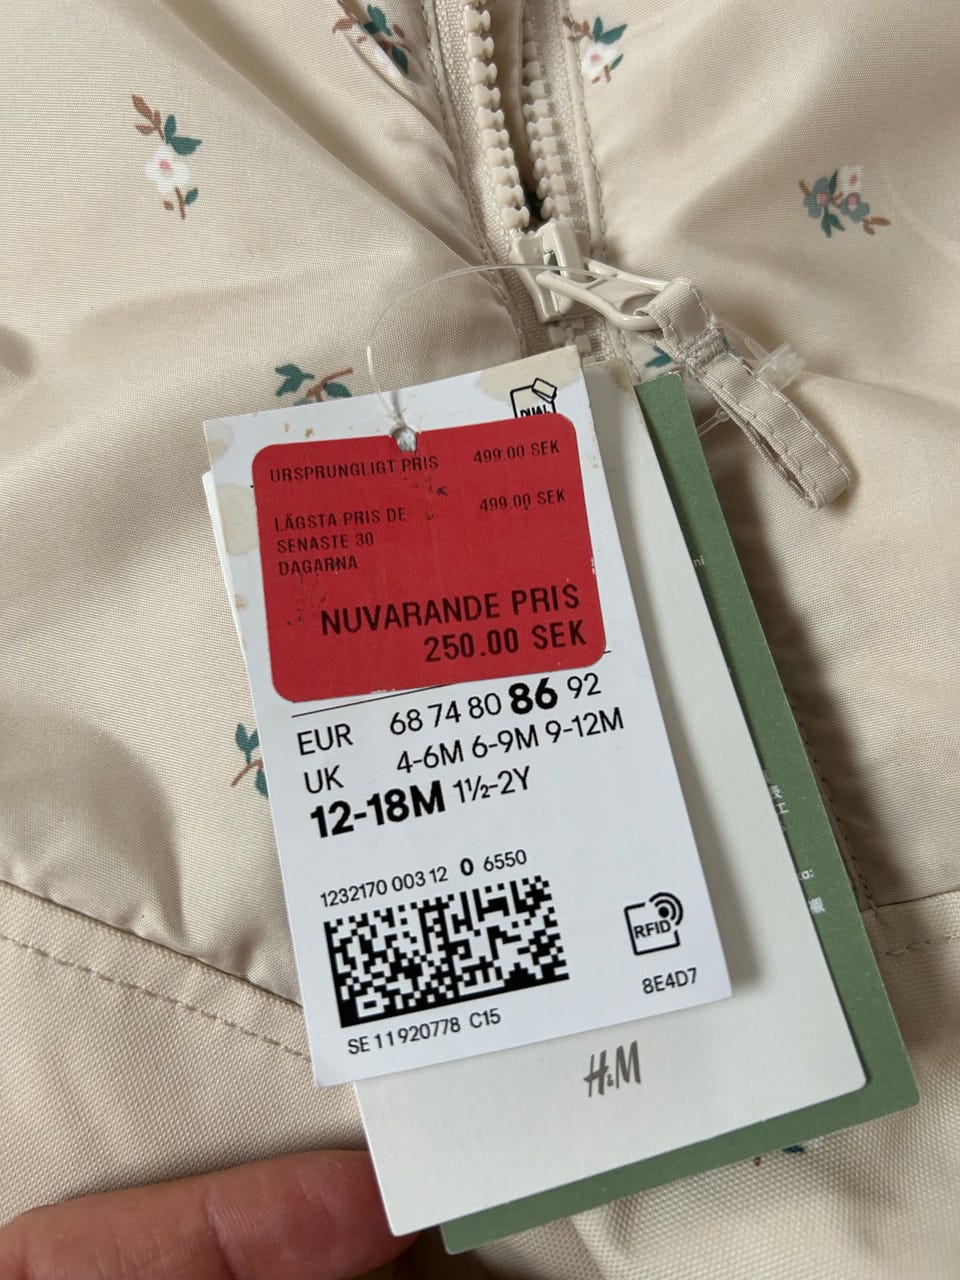 DUAL
URSPRUNGLIGT PRIS 499.00 SEK
LÄGSTA PRIS DE 499.00 SEK
SENASTE 30
DAGARNA
NUVARANDE PRIS
250.00 SEK
EUR 68 74 80 86 92
UK 4-6M 6-9M 9-12M
12-18M 1½-2Y
1232170 003 12 0 6550
RFID
8E4D7
SE 11920778 C15
H&M